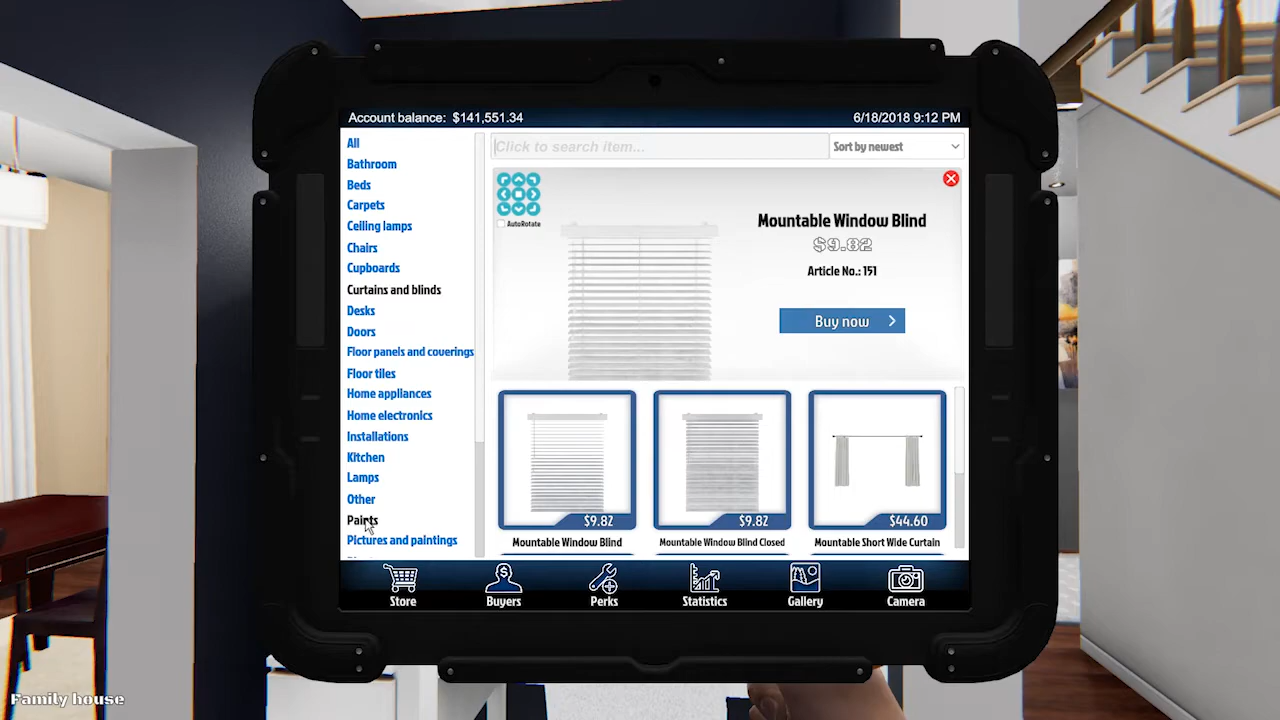 Account balance: $141,551.34
6/18/2018 9:12 PM
All
Bathroom
Beds
Carpets
Ceiling lamps
Chairs
Cupboards
Curtains and blinds
Desks
Doors
Floor panels and coverings
Floor tiles
Home appliances
Home electronics
Installations
Kitchen
Lamps
Other
Paints
Pictures and paintings
Click to search item...
Sort by newest
AutoRotate
Mountable Window Blind
$9.82
Article No.: 151
Buy now
$9.82
$9.82
$44.60
Mountable Window Blind
Mountable Window Blind Closed
Mountable Short Wide Curtain
Store
Buyers
Perks
Statistics
Gallery
Camera
Family house